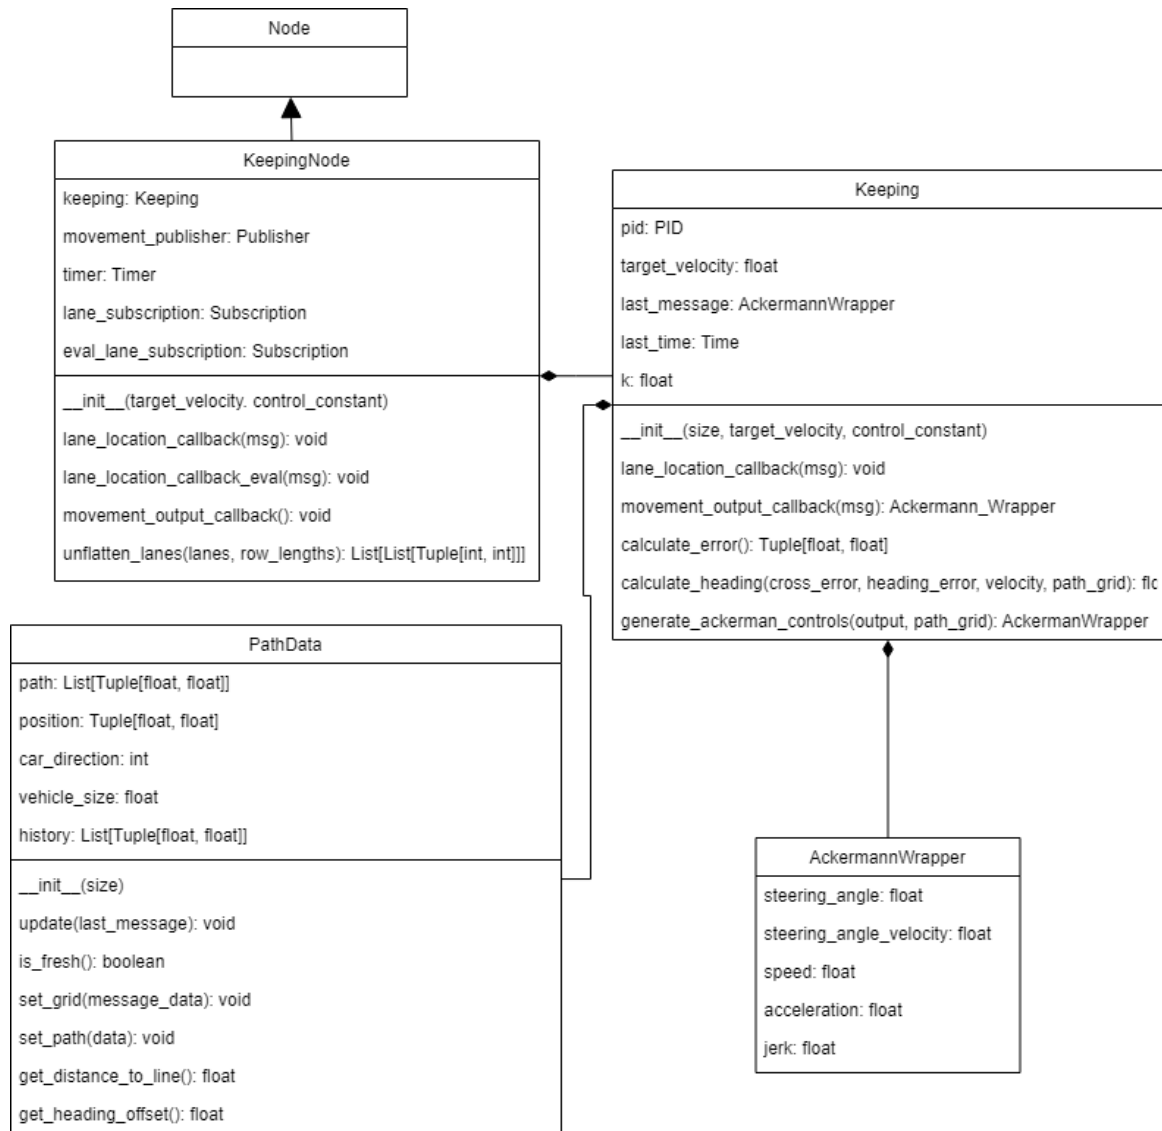 Node
KeepingNode
keeping: Keeping
movement_publisher: Publisher
timer: Timer
lane_subscription: Subscription
eval_lane_subscription: Subscription
__init__(target_velocity. control_constant)
lane_location_callback(msg): void
lane_location_callback_eval(msg): void
movement_output_callback(): void
unflatten_lanes(lanes, row_lengths): List[List[Tuple[int, int]]]
Keeping
pid: PID
target_velocity: float
last_message: AckermannWrapper
last_time: Time
k: float
__init__(size, target_velocity, control_constant)
lane_location_callback(msg): void
movement_output_callback(msg): Ackermann_Wrapper
calculate_error(): Tuple[float, float]
calculate_heading(cross_error, heading_error, velocity, path_grid): flc
generate_ackerman_controls(output, path_grid): AckermanWrapper
PathData
path: List[Tuple[float, float]]
position: Tuple[float, float]
car_direction: int
vehicle_size: float
history: List[Tuple[float, float]]
__init__(size)
update(last_message): void
is_fresh(): boolean
set_grid(message_data): void
set_path(data): void
get_distance_to_line(): float
get_heading_offset(): float
AckermannWrapper
steering_angle: float
steering_angle_velocity: float
speed: float
acceleration: float
jerk: float